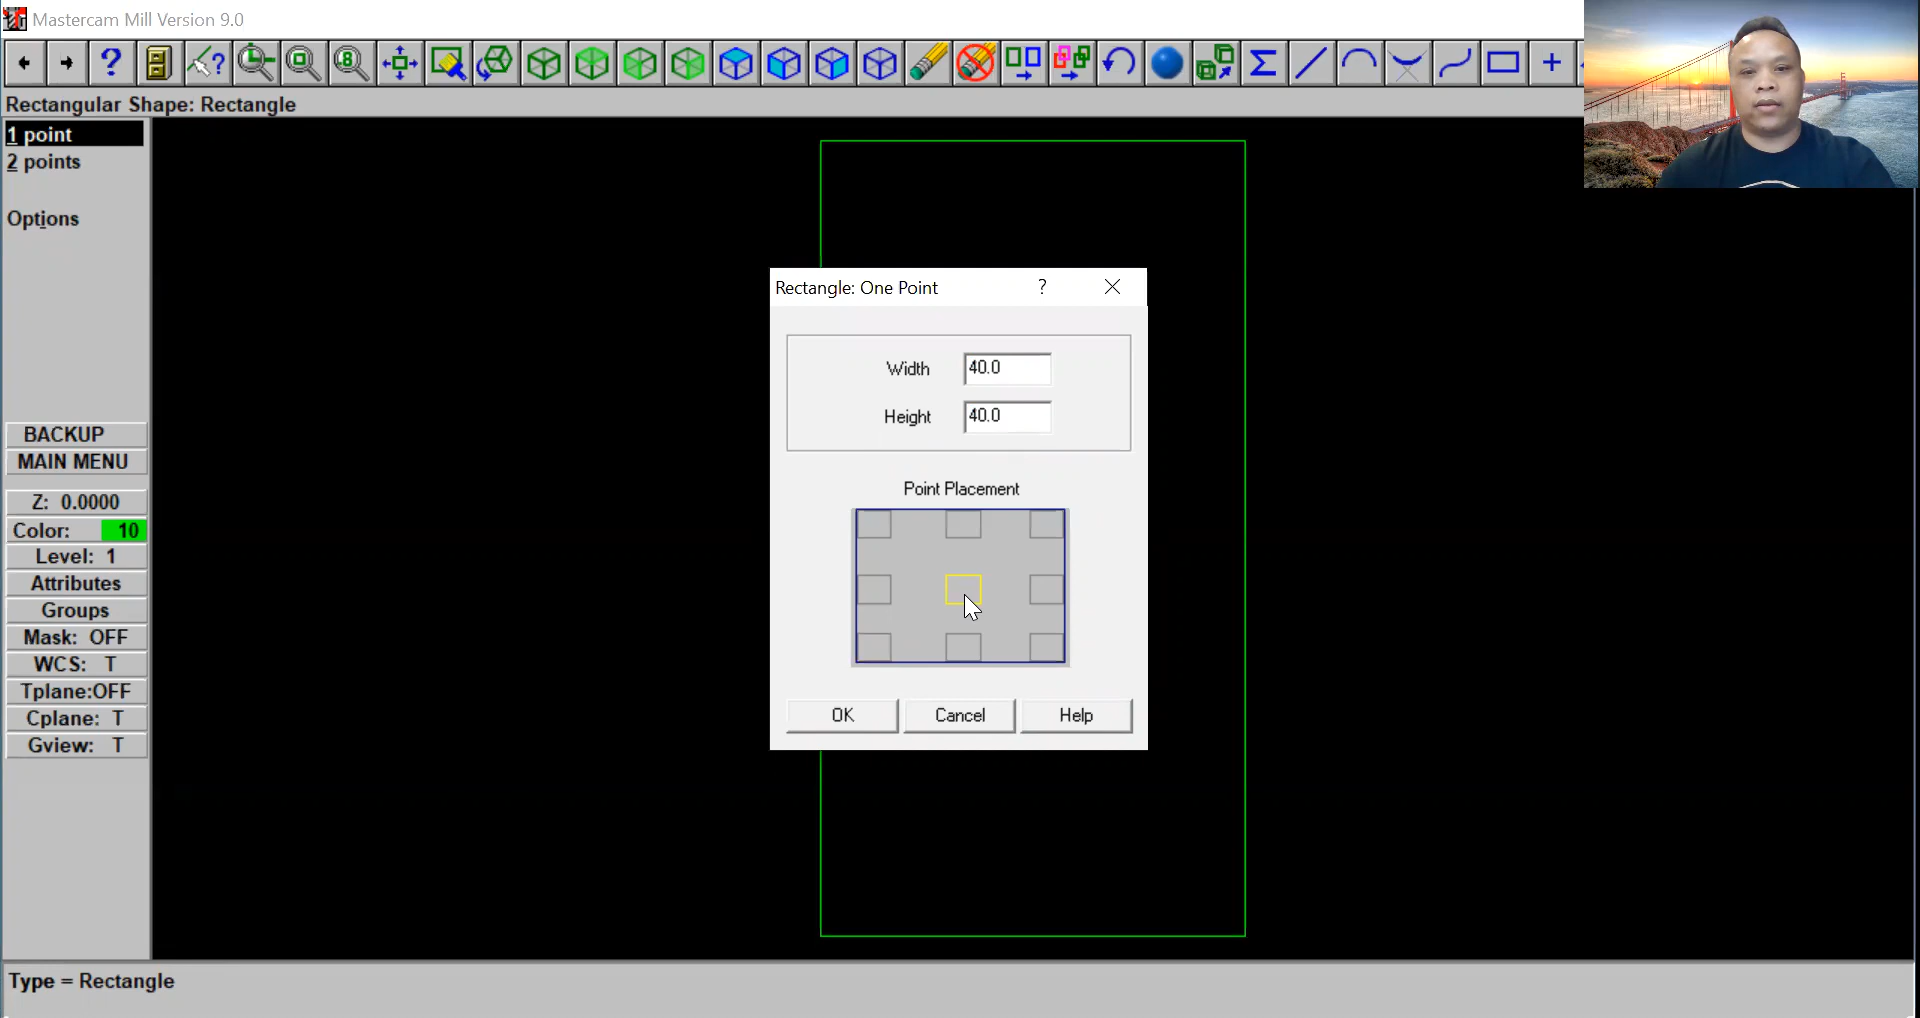 Mastercam Mill Version 9.0
Rectangular Shape: Rectangle
1 point
2 points
Options
BACKUP
MAIN MENU
Z: 0.0000
Color: 10
Level: 1
Attributes
Groups
Mask: OFF
WCS: T
Tplane:OFF
Cplane: T
Gview: T
Rectangle: One Point
Width 40.0
Height 40.0
Point Placement
OK Cancel Help
Type = Rectangle